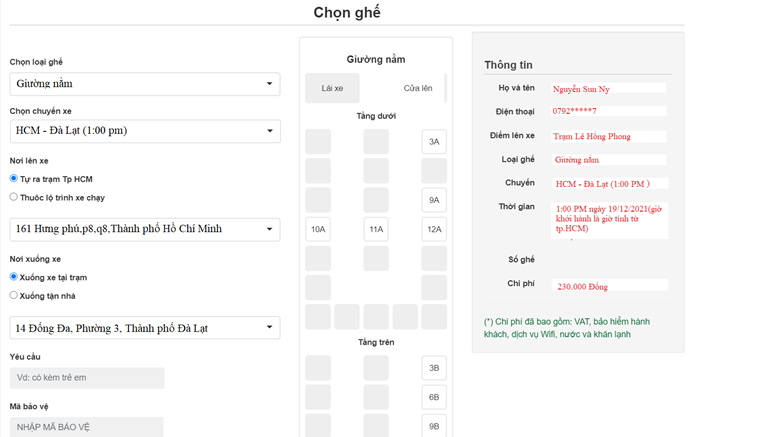 Chọn ghế
Chọn loại ghế
Giường nằm
Chọn chuyến xe
HCM - Đà Lạt (1:00 pm)
Nơi lên xe
Tự ra trạm Tp HCM
Thuộc lộ trình xe chạy
161 Hưng phú,p8,q8,Thành phố Hồ Chí Minh
Nơi xuống xe
Xuống xe tại trạm
Xuống tận nhà
14 Đống Đa, Phường 3, Thành phố Đà Lạt
Yêu cầu
Vd: có kèm trẻ em
Mã bảo vệ
NHẬP MÃ BẢO VỆ
Giường nằm
Lái xe
Cửa lên
Tầng dưới
3A
9A
10A 11A 12A
Tầng trên
3B
6B
9B
Thông tin
Họ và tên Nguyễn Sun Ny
Điện thoại 0792*****7
Điểm lên xe Trạm Lê Hồng Phong
Loại ghế Giường nằm
Chuyến HCM - Đà Lạt (1:00 PM )
Thời gian 1:00 PM ngày 19/12/2021(giờ
khởi hành là giờ tính từ
tp.HCM)
Số ghế
Chi phí 230.000 Đồng
(*) Chi phí đã bao gồm: VAT, bảo hiểm hành
khách, dịch vụ Wifi, nước và khăn lạnh